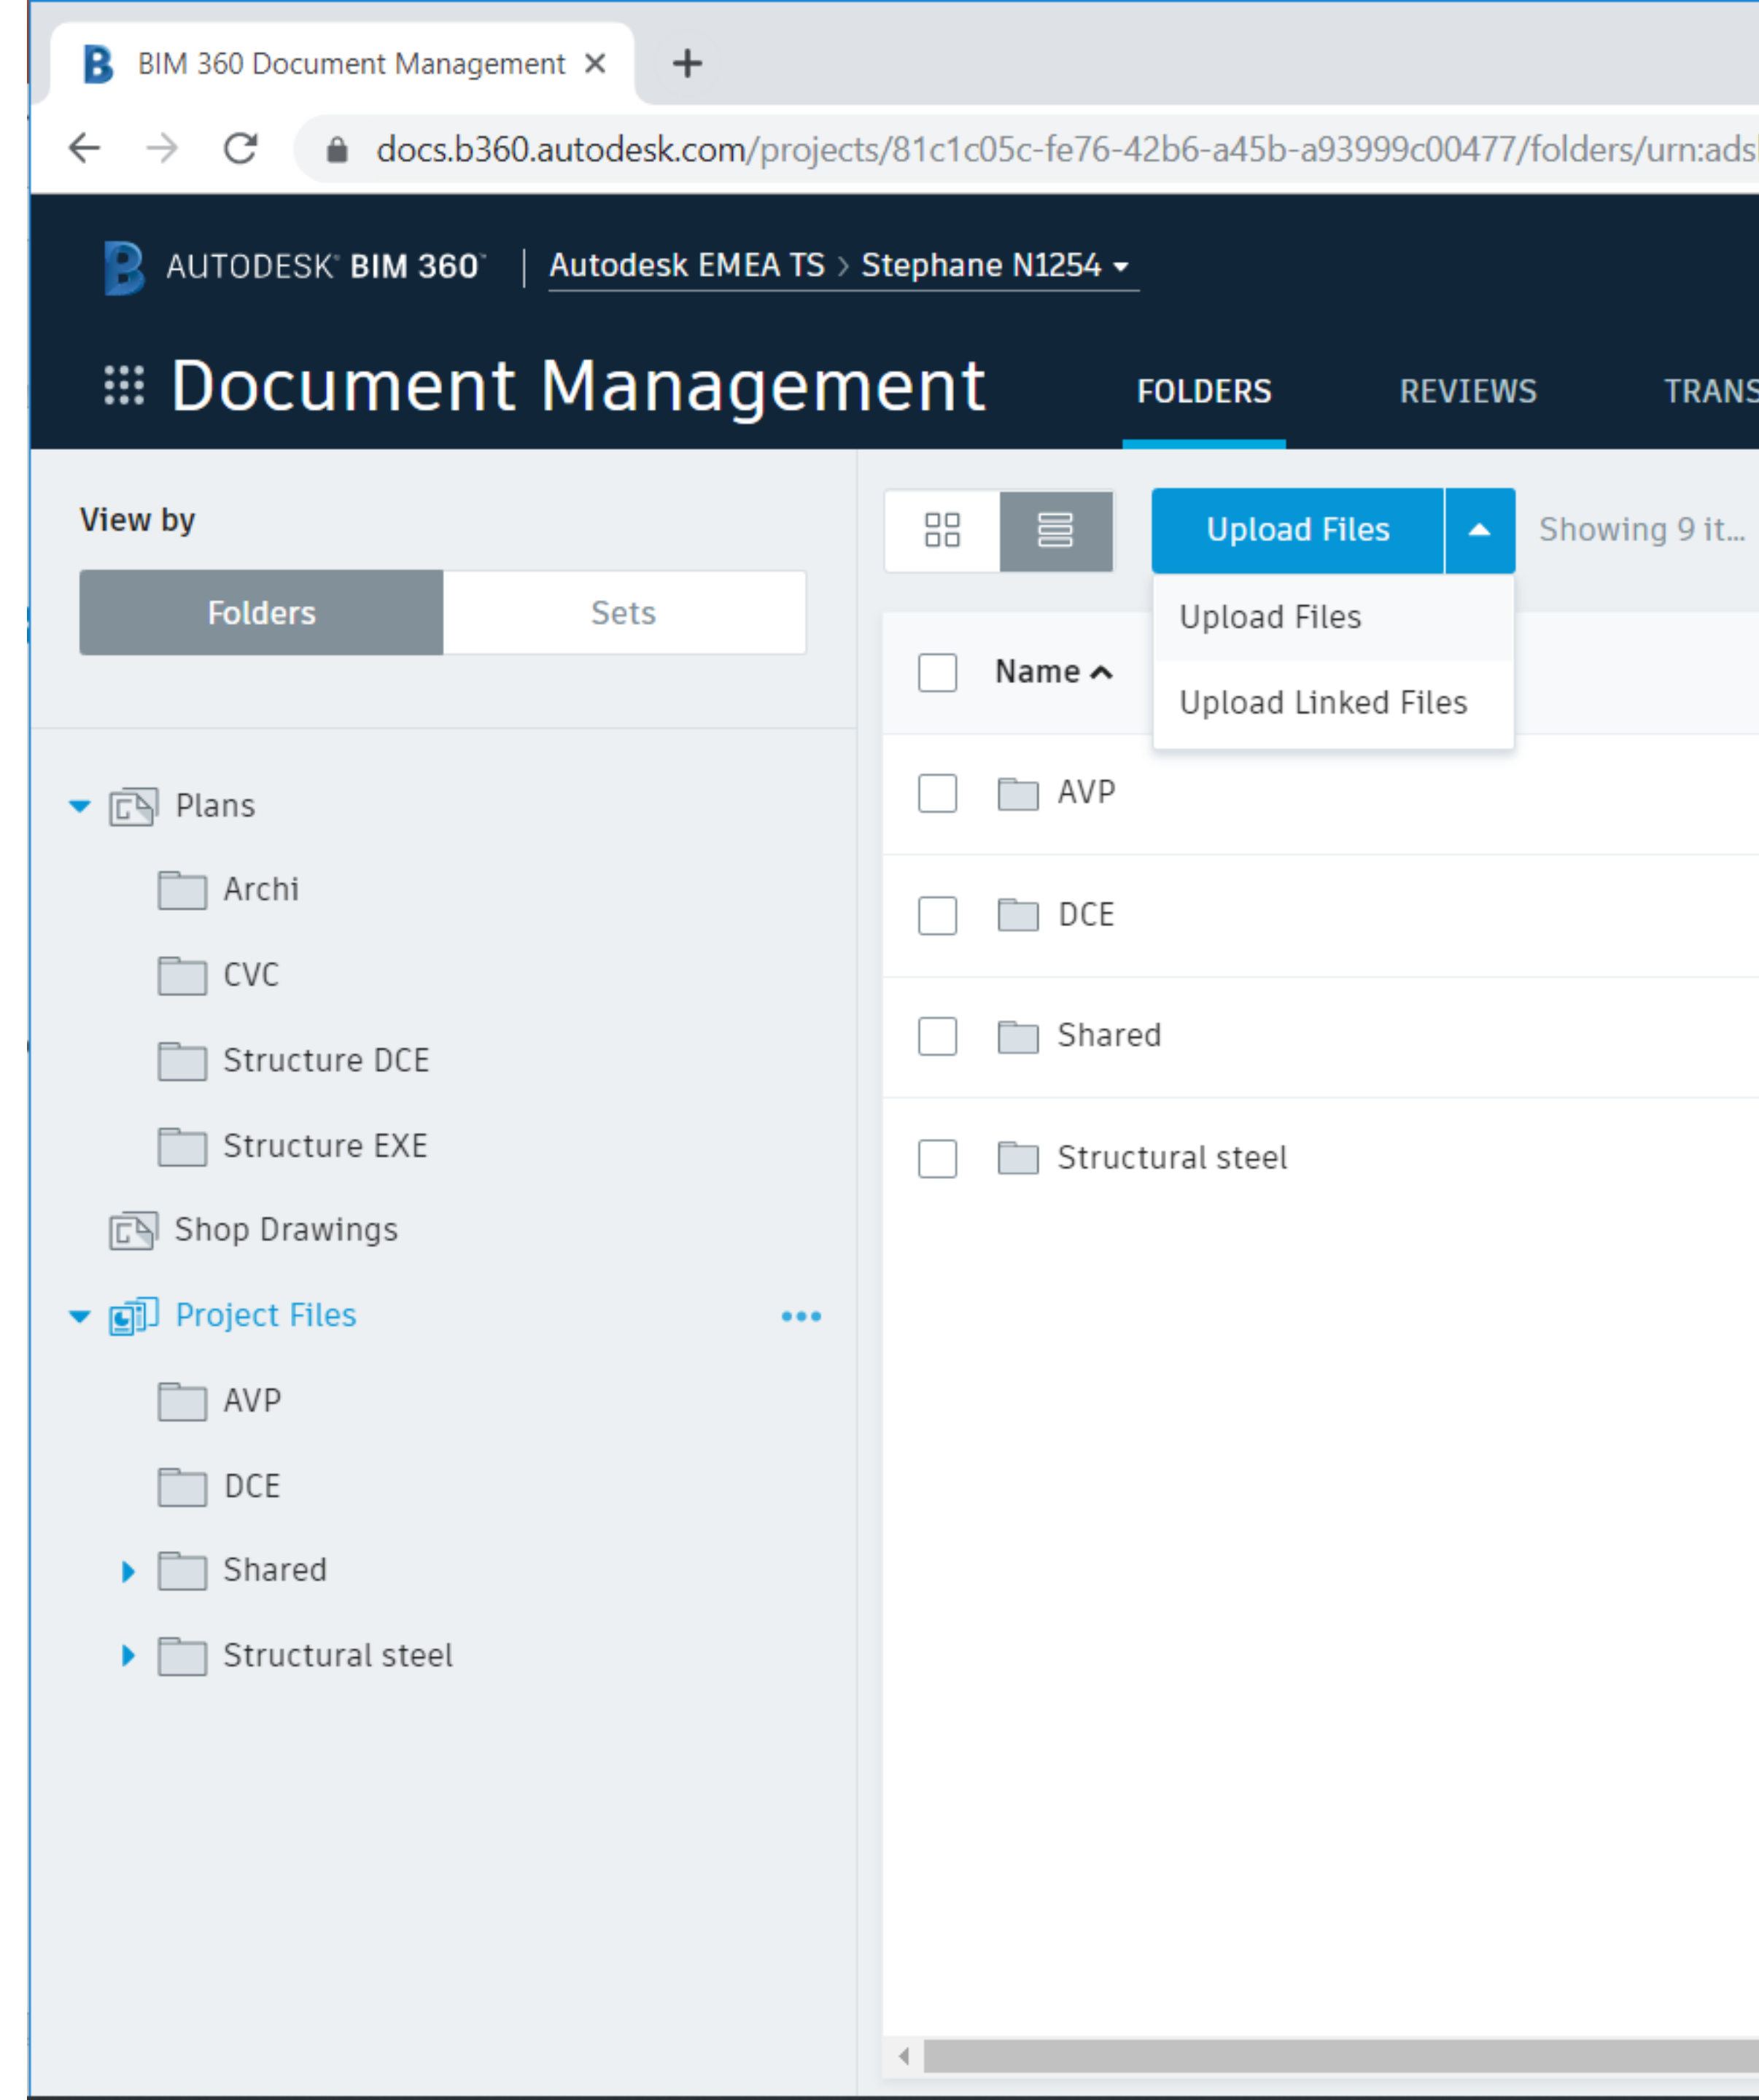 BIM 360 Document Management
docs.b360.autodesk.com/projects/81c1c05c-fe76-42b6-a45b-a93999c00477/folders/urn:ads
AUTODESK® BIM 360™ | Autodesk EMEA TS > Stephane N1254
Document Management
FOLDERS
REVIEWS
TRANS
View by
Folders
Sets
Plans
Archi
CVC
Structure DCE
Structure EXE
Shop Drawings
Project Files
AVP
DCE
Shared
Structural steel
Upload Files
Showing 9 it...
Upload Files
Upload Linked Files
Name
AVP
DCE
Shared
Structural steel